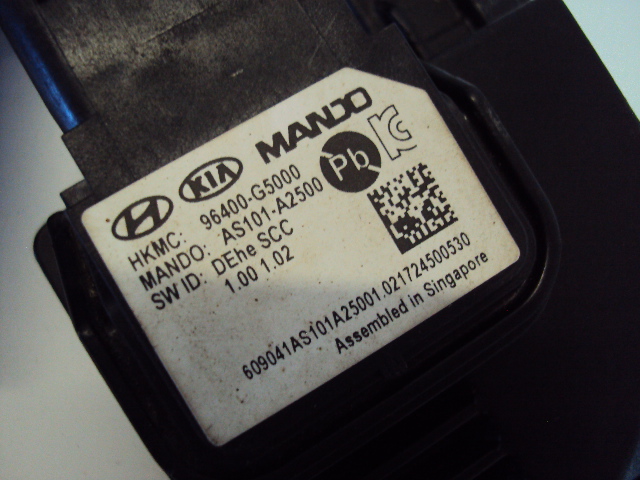 KIA MANDO
HKMC: 96400-G5000
MANDO: AS101-A2500
SW ID: DEhe SCC
1.00 1.02
Pb
609041AS101A25001.021724500530
Assembled in Singapore